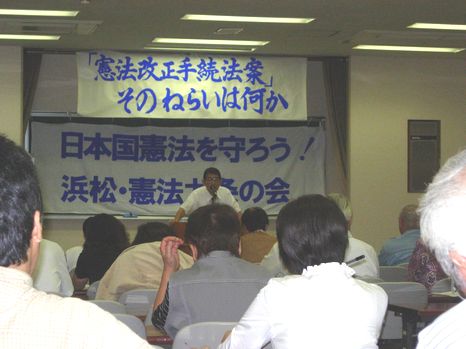 「憲法改正手続法案」
そのねらいは何か
日本国憲法を守ろう!
浜松・憲法九条の会